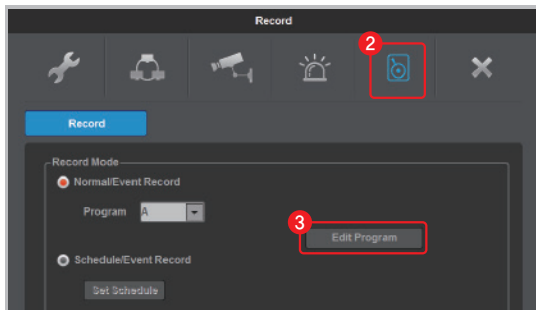 Record
2
Record
Record Mode
Normal/Event Record
Program A
3
Edit Program
Schedule/Event Record
Set Schedule